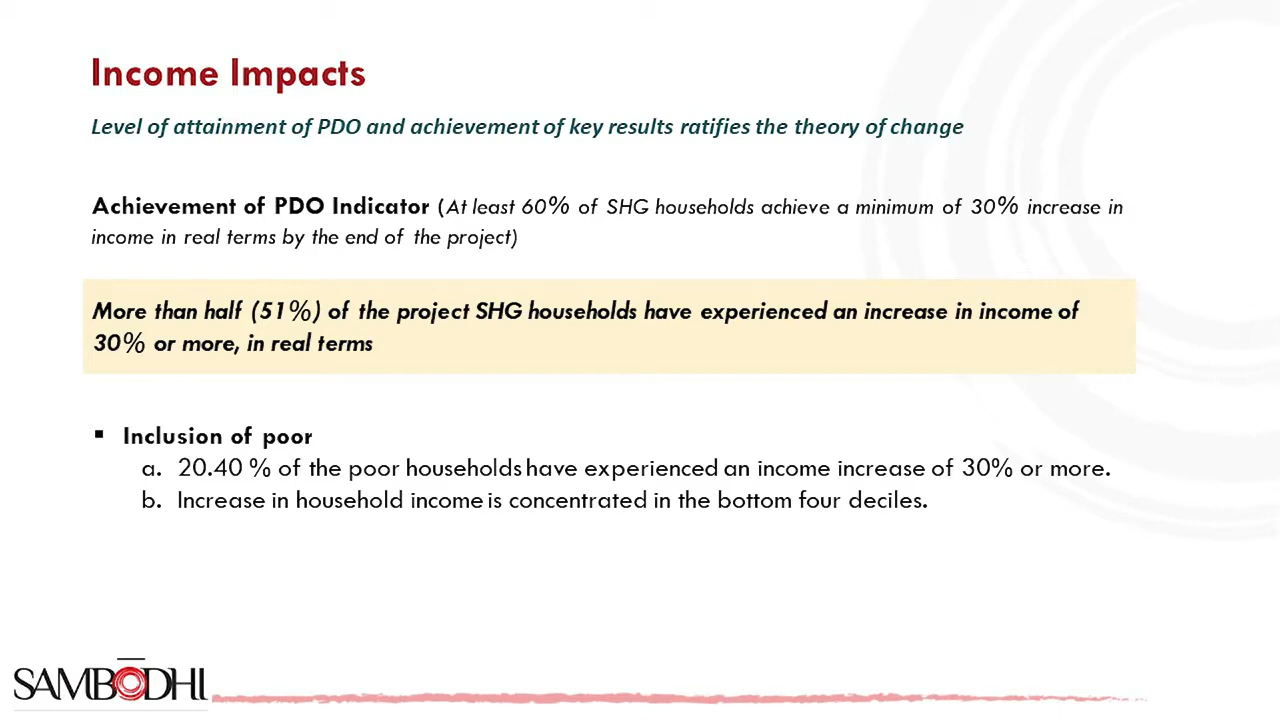 Income Impacts
Level of attainment of PDO and achievement of key results ratifies the theory of change
Achievement of PDO Indicator (At least 60% of SHG households achieve a minimum of 30% increase in
income in real terms by the end of the project)
More than half (51%) of the project SHG households have experienced an increase in income of
30% or more, in real terms
▪ Inclusion of poor
a. 20.40 % of the poor households have experienced an income increase of 30% or more.
b. Increase in household income is concentrated in the bottom four deciles.
SAMBŌDHI